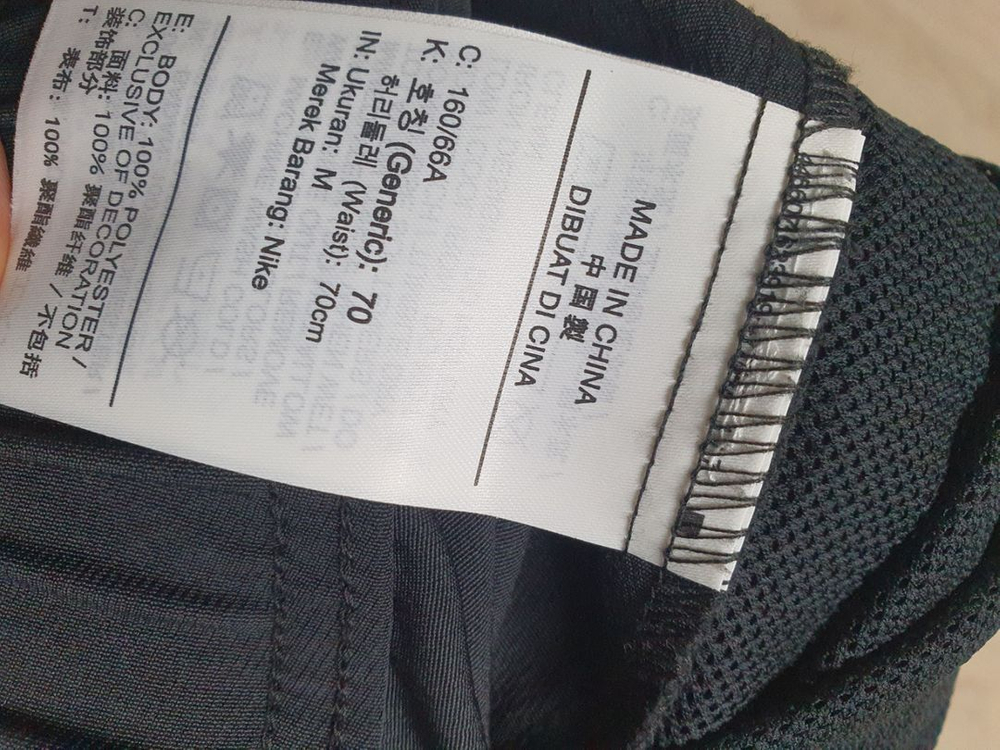 MADE IN CHINA
中國製
DIBUAT DI CINA
C: 160/66A
K: 호칭 (Generic): 70
허리둘레 (Waist): 70cm
IN: Ukuran: M
Merek Barang: Nike
E: BODY: 100% POLYESTER /
EXCLUSIVE OF DECORATION /
C: 面料: 100% 聚酯纤维 / 不包括
装饰部分
T: 表布: 100% 聚酯纖維